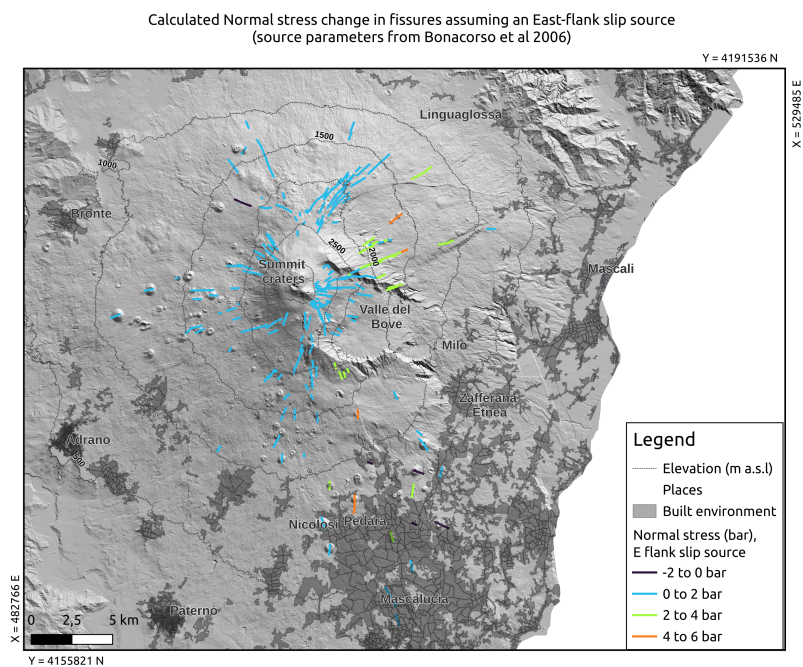 Calculated Normal stress change in fissures assuming an East-flank slip source
(source parameters from Bonacorso et al 2006)
Y = 4191536 N
X = 529485 E
Linguaglossa
1500
1000
Bronte
2500
2000
Summit
craters
Mascali
Valle del
Bove
Milo
Zafferana
Etnea
Adrano
500
Nicolosi
Pedara
Mascalucia
Paternò
X = 482766 E
0 2,5 5 km
Y = 4155821 N
Legend
Elevation (m a.s.l)
Places
Built environment
Normal stress (bar),
E flank slip source
-2 to 0 bar
0 to 2 bar
2 to 4 bar
4 to 6 bar